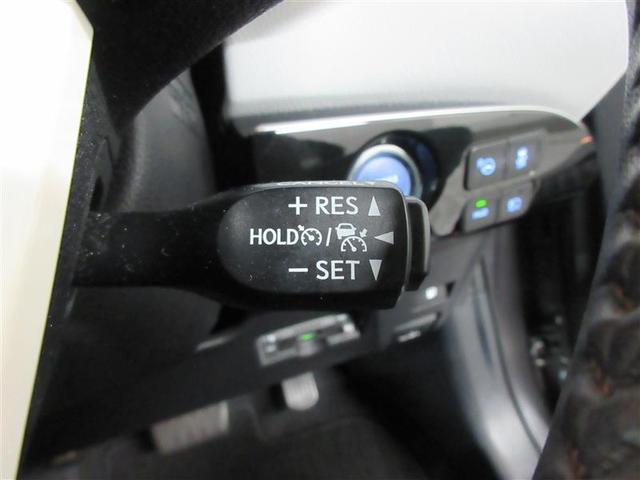 + RES
HOLD /
− SET